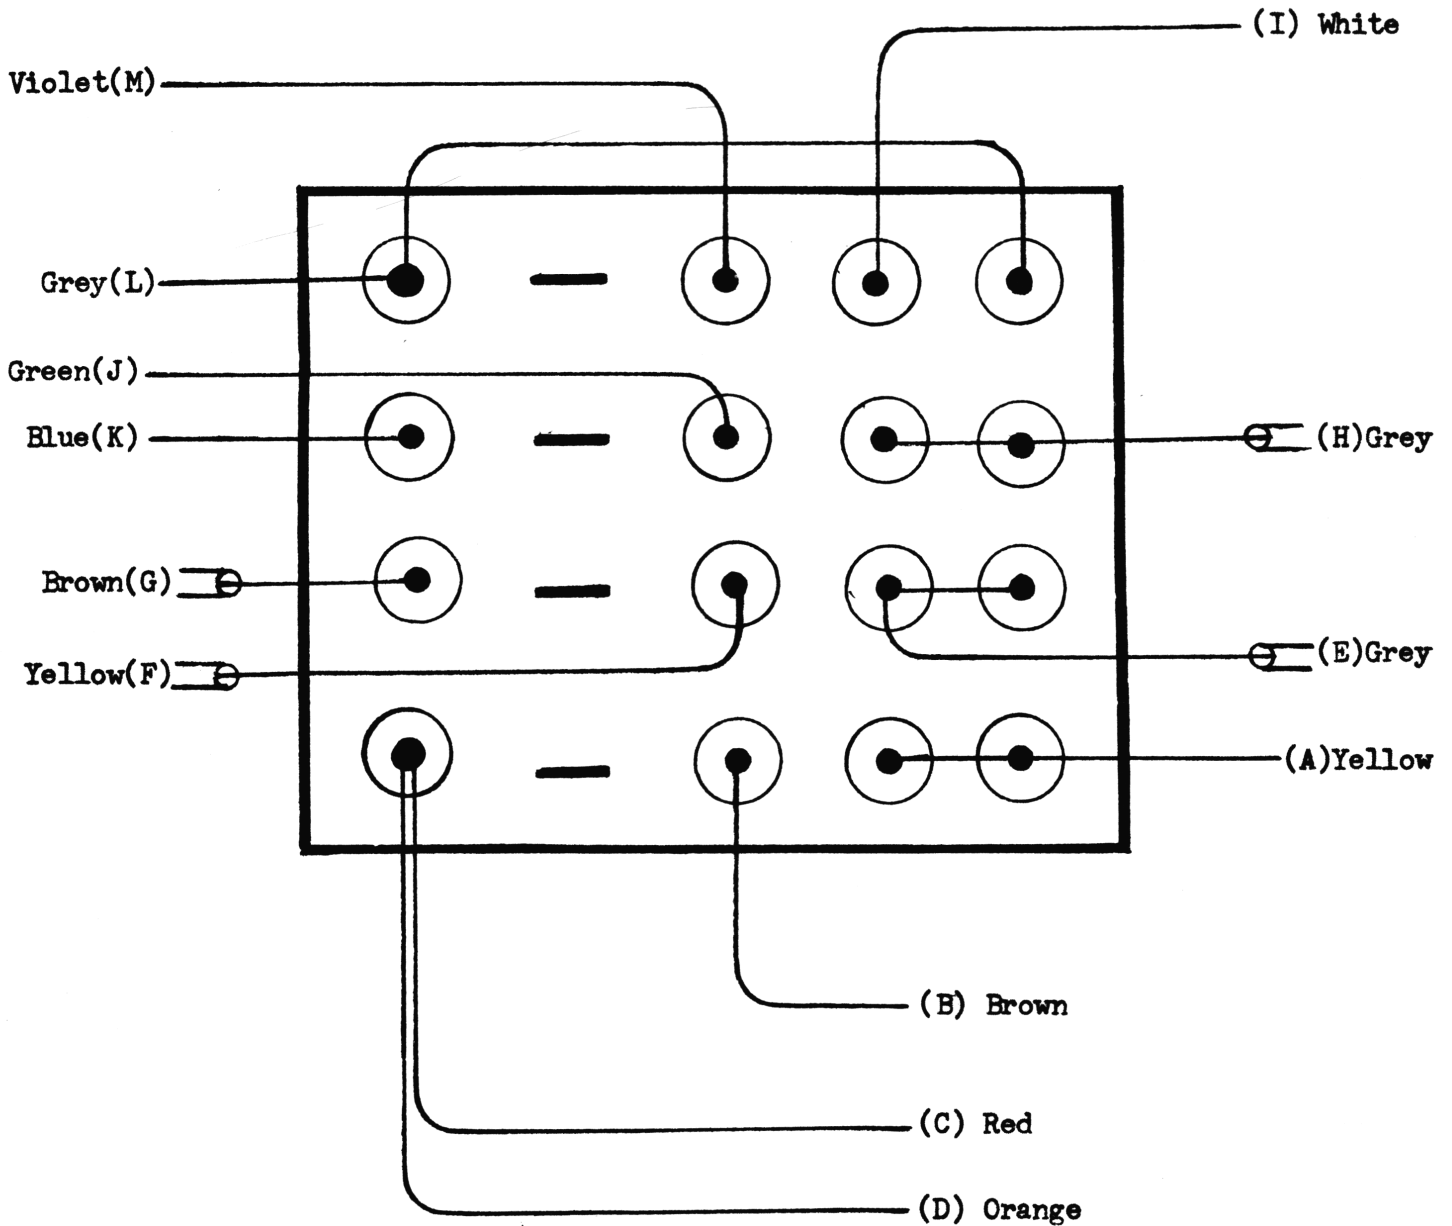 (I) White
Violet(M)
Grey(L)
Green(J)
Blue(K)
(H)Grey
Brown(G)
(E)Grey
Yellow(F)
(A)Yellow
(B) Brown
(C) Red
(D) Orange